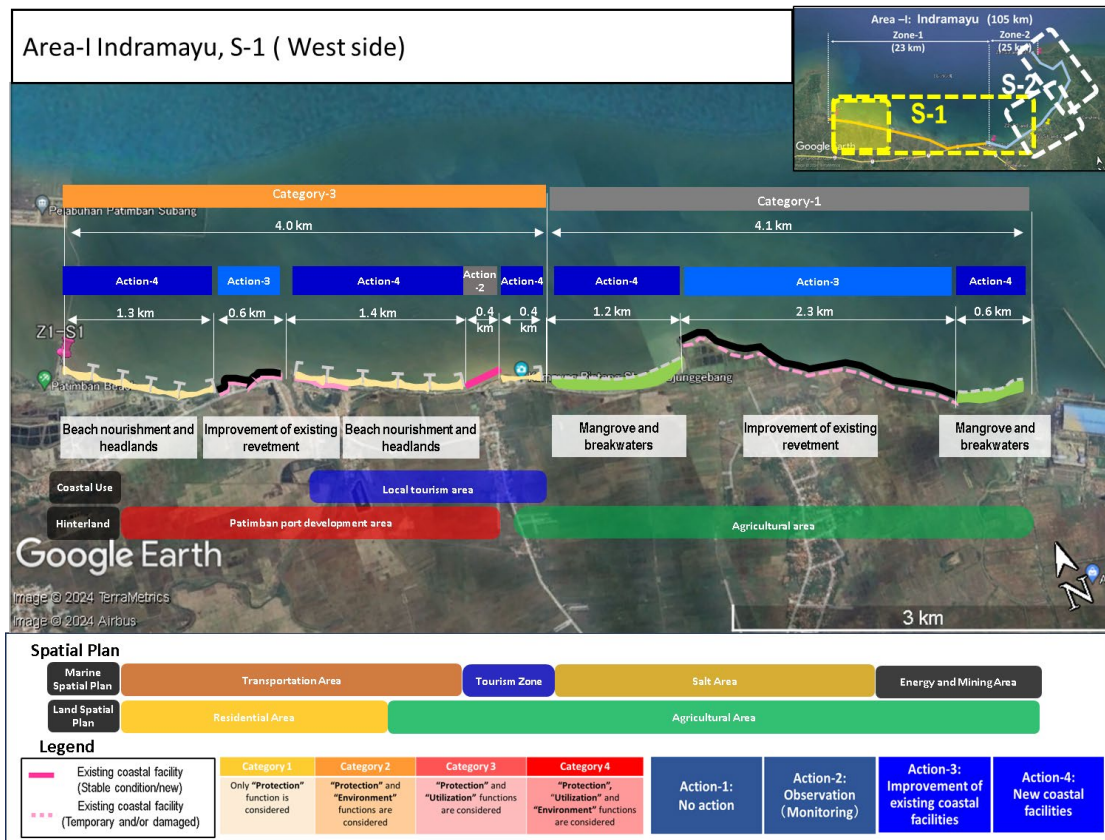 Area-I Indramayu, S-1 ( West side)
Area –I: Indramayu (105 km)
Zone-1
(23 km)
Zone-2
(25 km)
S-2
S-1
Google Earth
Category-3
Category-1
Pelabuhan Patimban Subang
4.0 km
4.1 km
Action-4
Action-3
Action-4
Action
-2
Action-4
Action-4
Action-3
Action-4
1.3 km
0.6 km
1.4 km
0.4
km
0.4
km
1.2 km
2.3 km
0.6 km
Z1-S1
Patimban Beach
Beach nourishment and
headlands
Improvement of existing
revetment
Beach nourishment and
headlands
Mangrove and
breakwaters
Improvement of existing
revetment
Mangrove and
breakwaters
Coastal Use
Local tourism area
Hinterland
Patimban port development area
Agricultural area
Google Earth
Image © 2024 TerraMetrics
Image © 2024 Airbus
N
3 km
Spatial Plan
Marine
Spatial Plan
Transportation Area
Tourism Zone
Salt Area
Energy and Mining Area
Land Spatial
Plan
Residential Area
Agricultural Area
Legend
Existing coastal facility
(Stable condition/new)
Existing coastal facility
(Temporary and/or damaged)
Category 1
Only "Protection"
function is
considered
Category 2
"Protection" and
"Environment"
functions are
considered
Category 3
"Protection" and
"Utilization" functions
are considered
Category 4
"Protection",
"Utilization" and
"Environment" functions
are considered
Action-1:
No action
Action-2:
Observation
（Monitoring）
Action-3:
Improvement of
existing coastal
facilities
Action-4:
New coastal
facilities